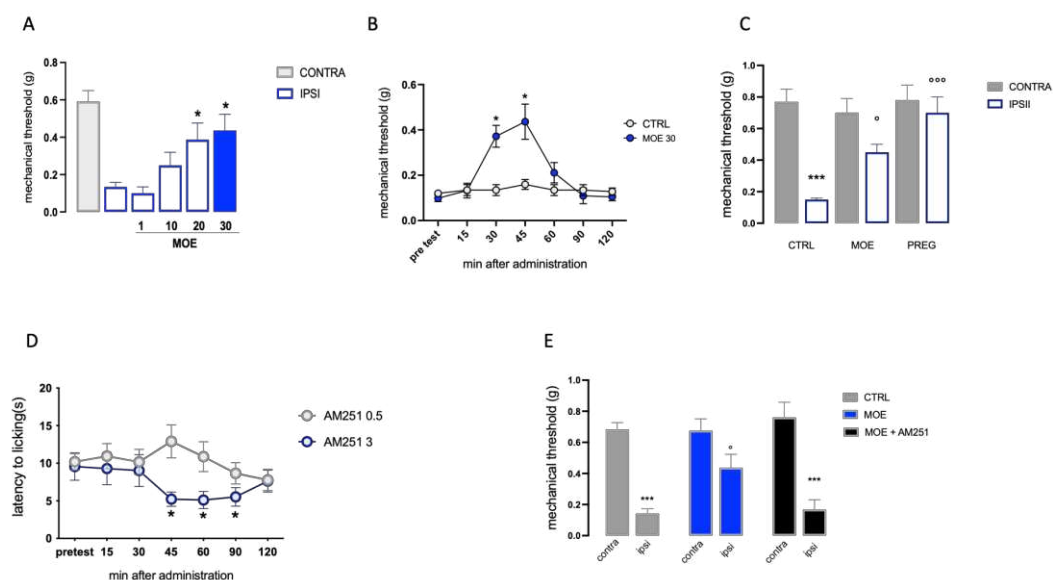 A
mechanical threshold (g)
0.8
0.6
0.4
0.2
0.0
* *
1 10 20 30
MOE
CONTRA
IPSI
B
mechanical threshold (g)
0.6
0.4
0.2
0.0
* *
pre test 15 30 45 60 90 120
min after administration
CTRL
MOE 30
C
mechanical threshold (g)
1.0
0.8
0.6
0.4
0.2
0.0
*** ° °°°
CTRL MOE PREG
CONTRA
IPSII
D
latency to licking(s)
20
15
10
5
0
* * *
pretest 15 30 45 60 90 120
min after administration
AM251 0.5
AM251 3
E
mechanical threshold (g)
1.0
0.8
0.6
0.4
0.2
0.0
*** ° ***
contra ipsi contra ipsi contra ipsi
CTRL
MOE
MOE + AM251